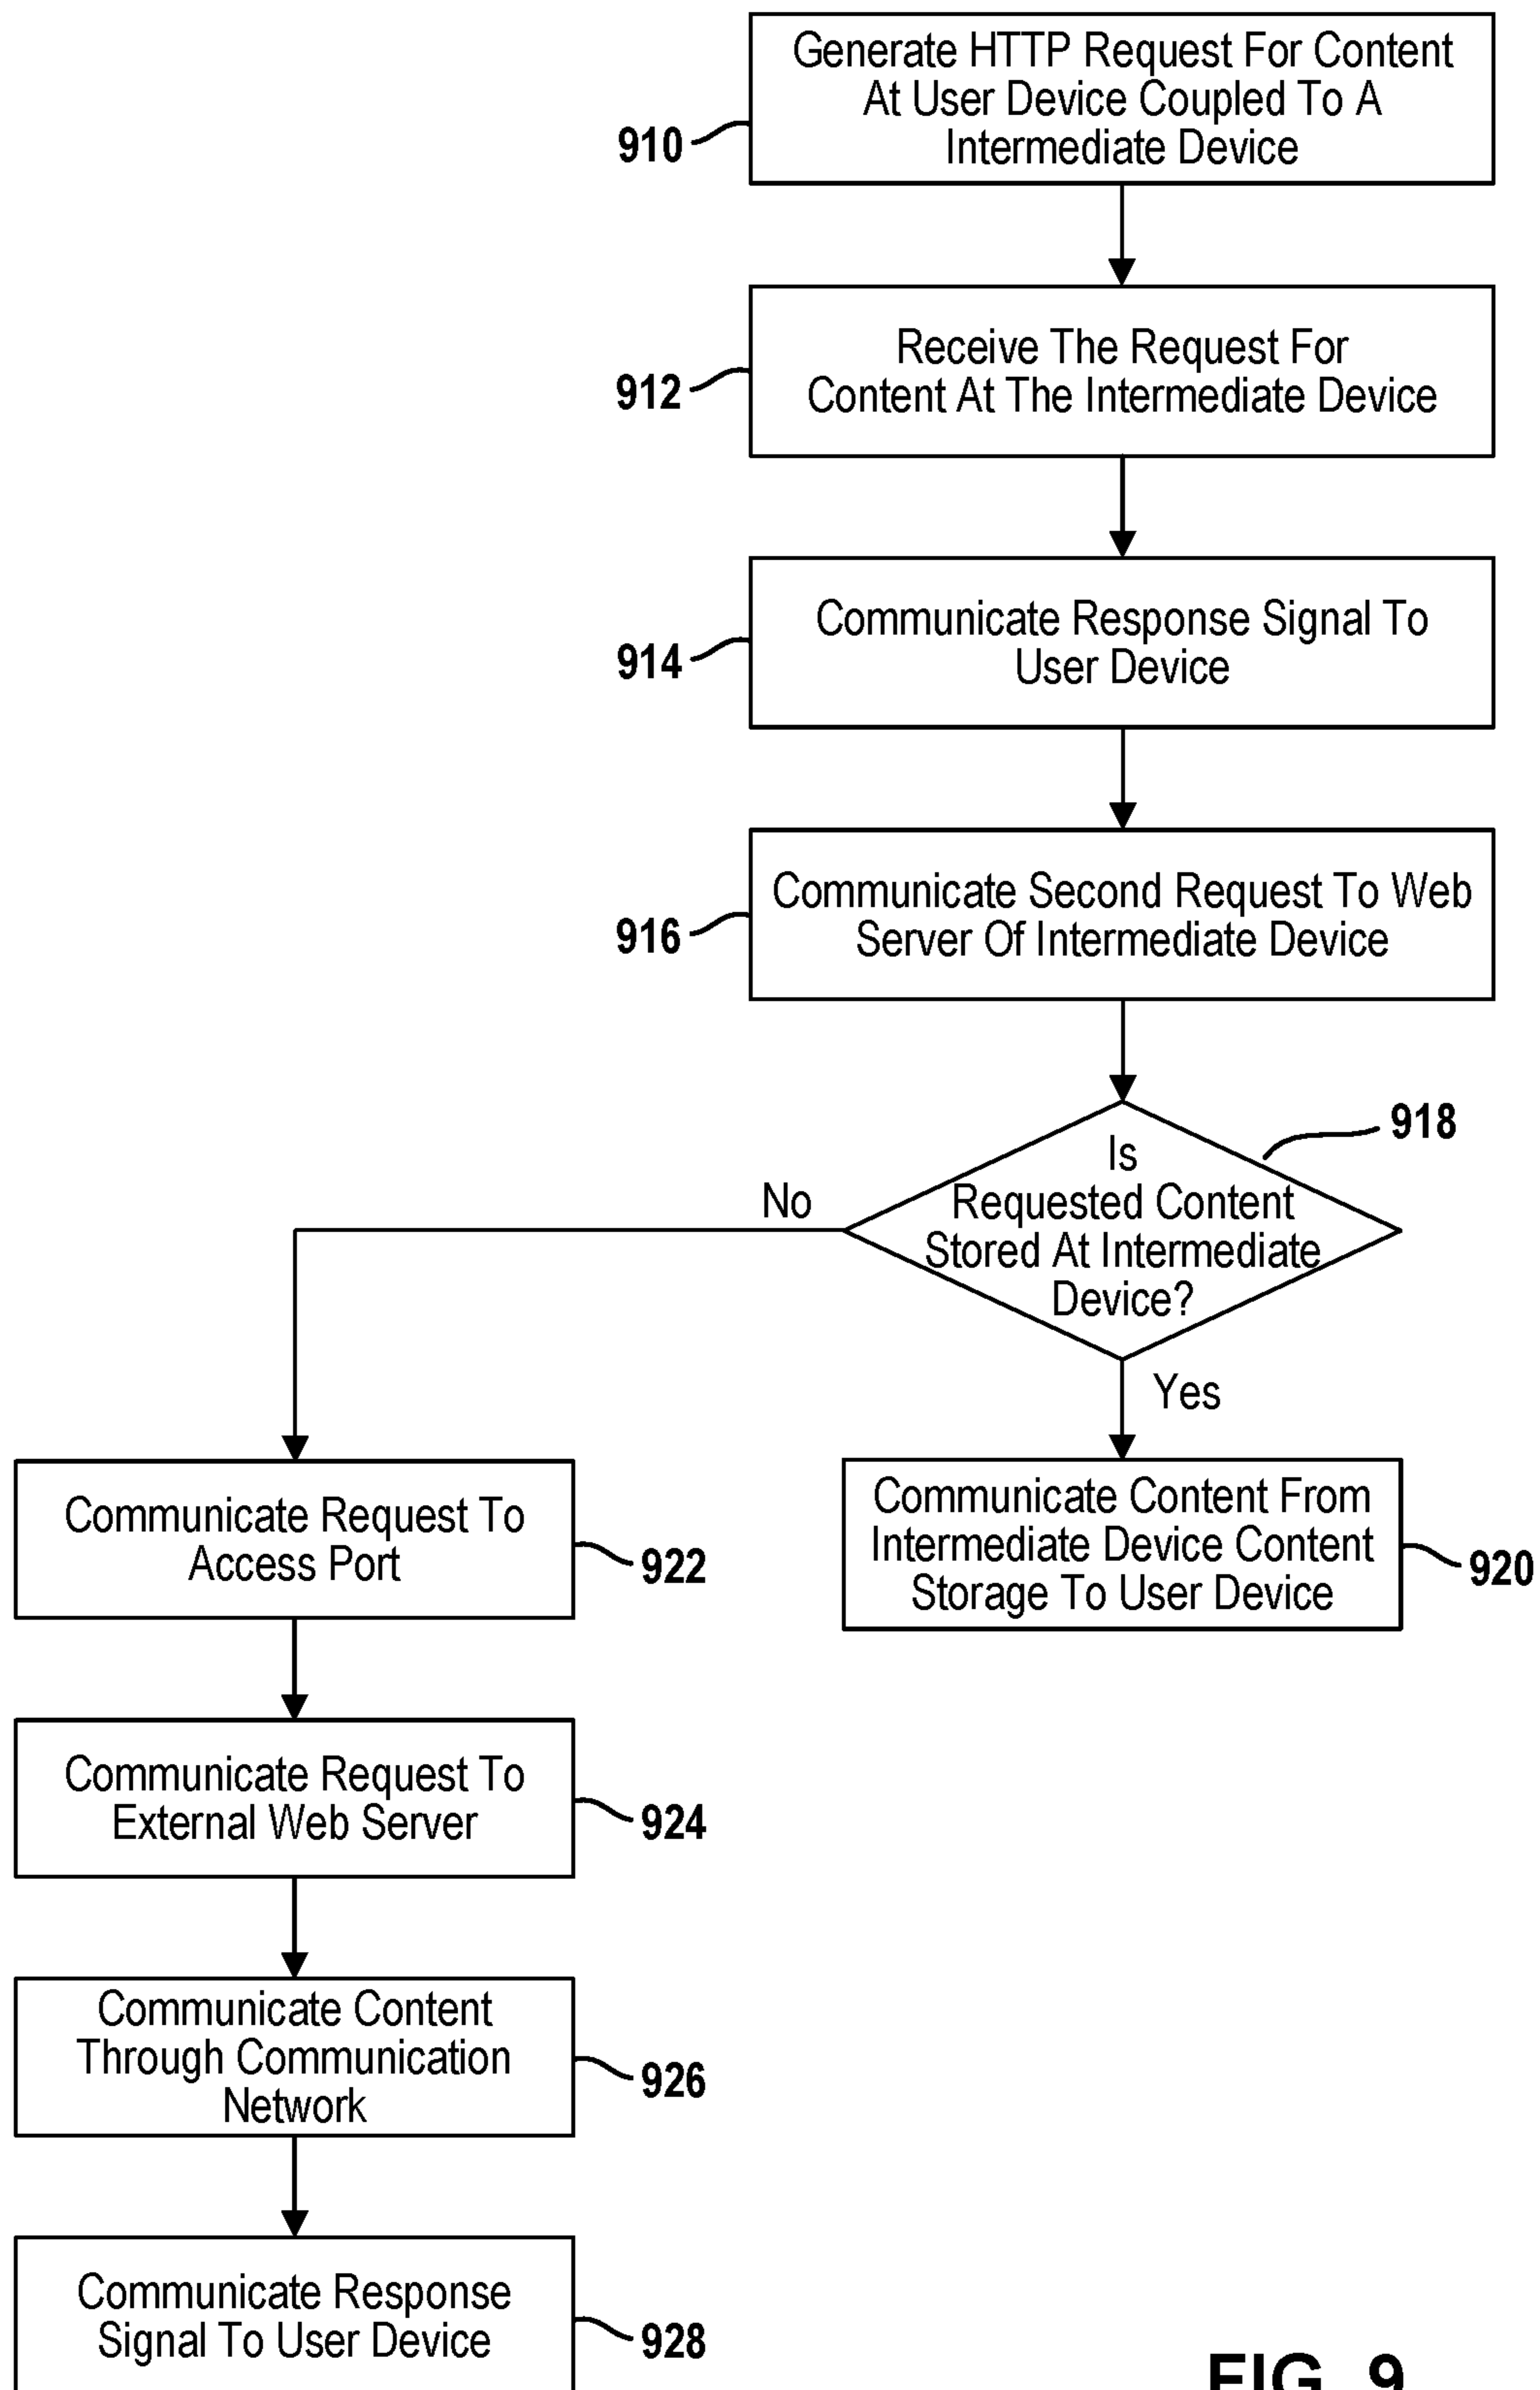 Generate HTTP Request For Content
At User Device Coupled To A
Intermediate Device
910
Receive The Request For
Content At The Intermediate Device
912
Communicate Response Signal To
User Device
914
Communicate Second Request To Web
Server Of Intermediate Device
916
918
Is
Requested Content
Stored At Intermediate
Device?
No
Yes
Communicate Request To
Access Port
922
Communicate Content From
Intermediate Device Content
Storage To User Device
920
Communicate Request To
External Web Server
924
Communicate Content
Through Communication
Network
926
Communicate Response
Signal To User Device
928
FIG. 9